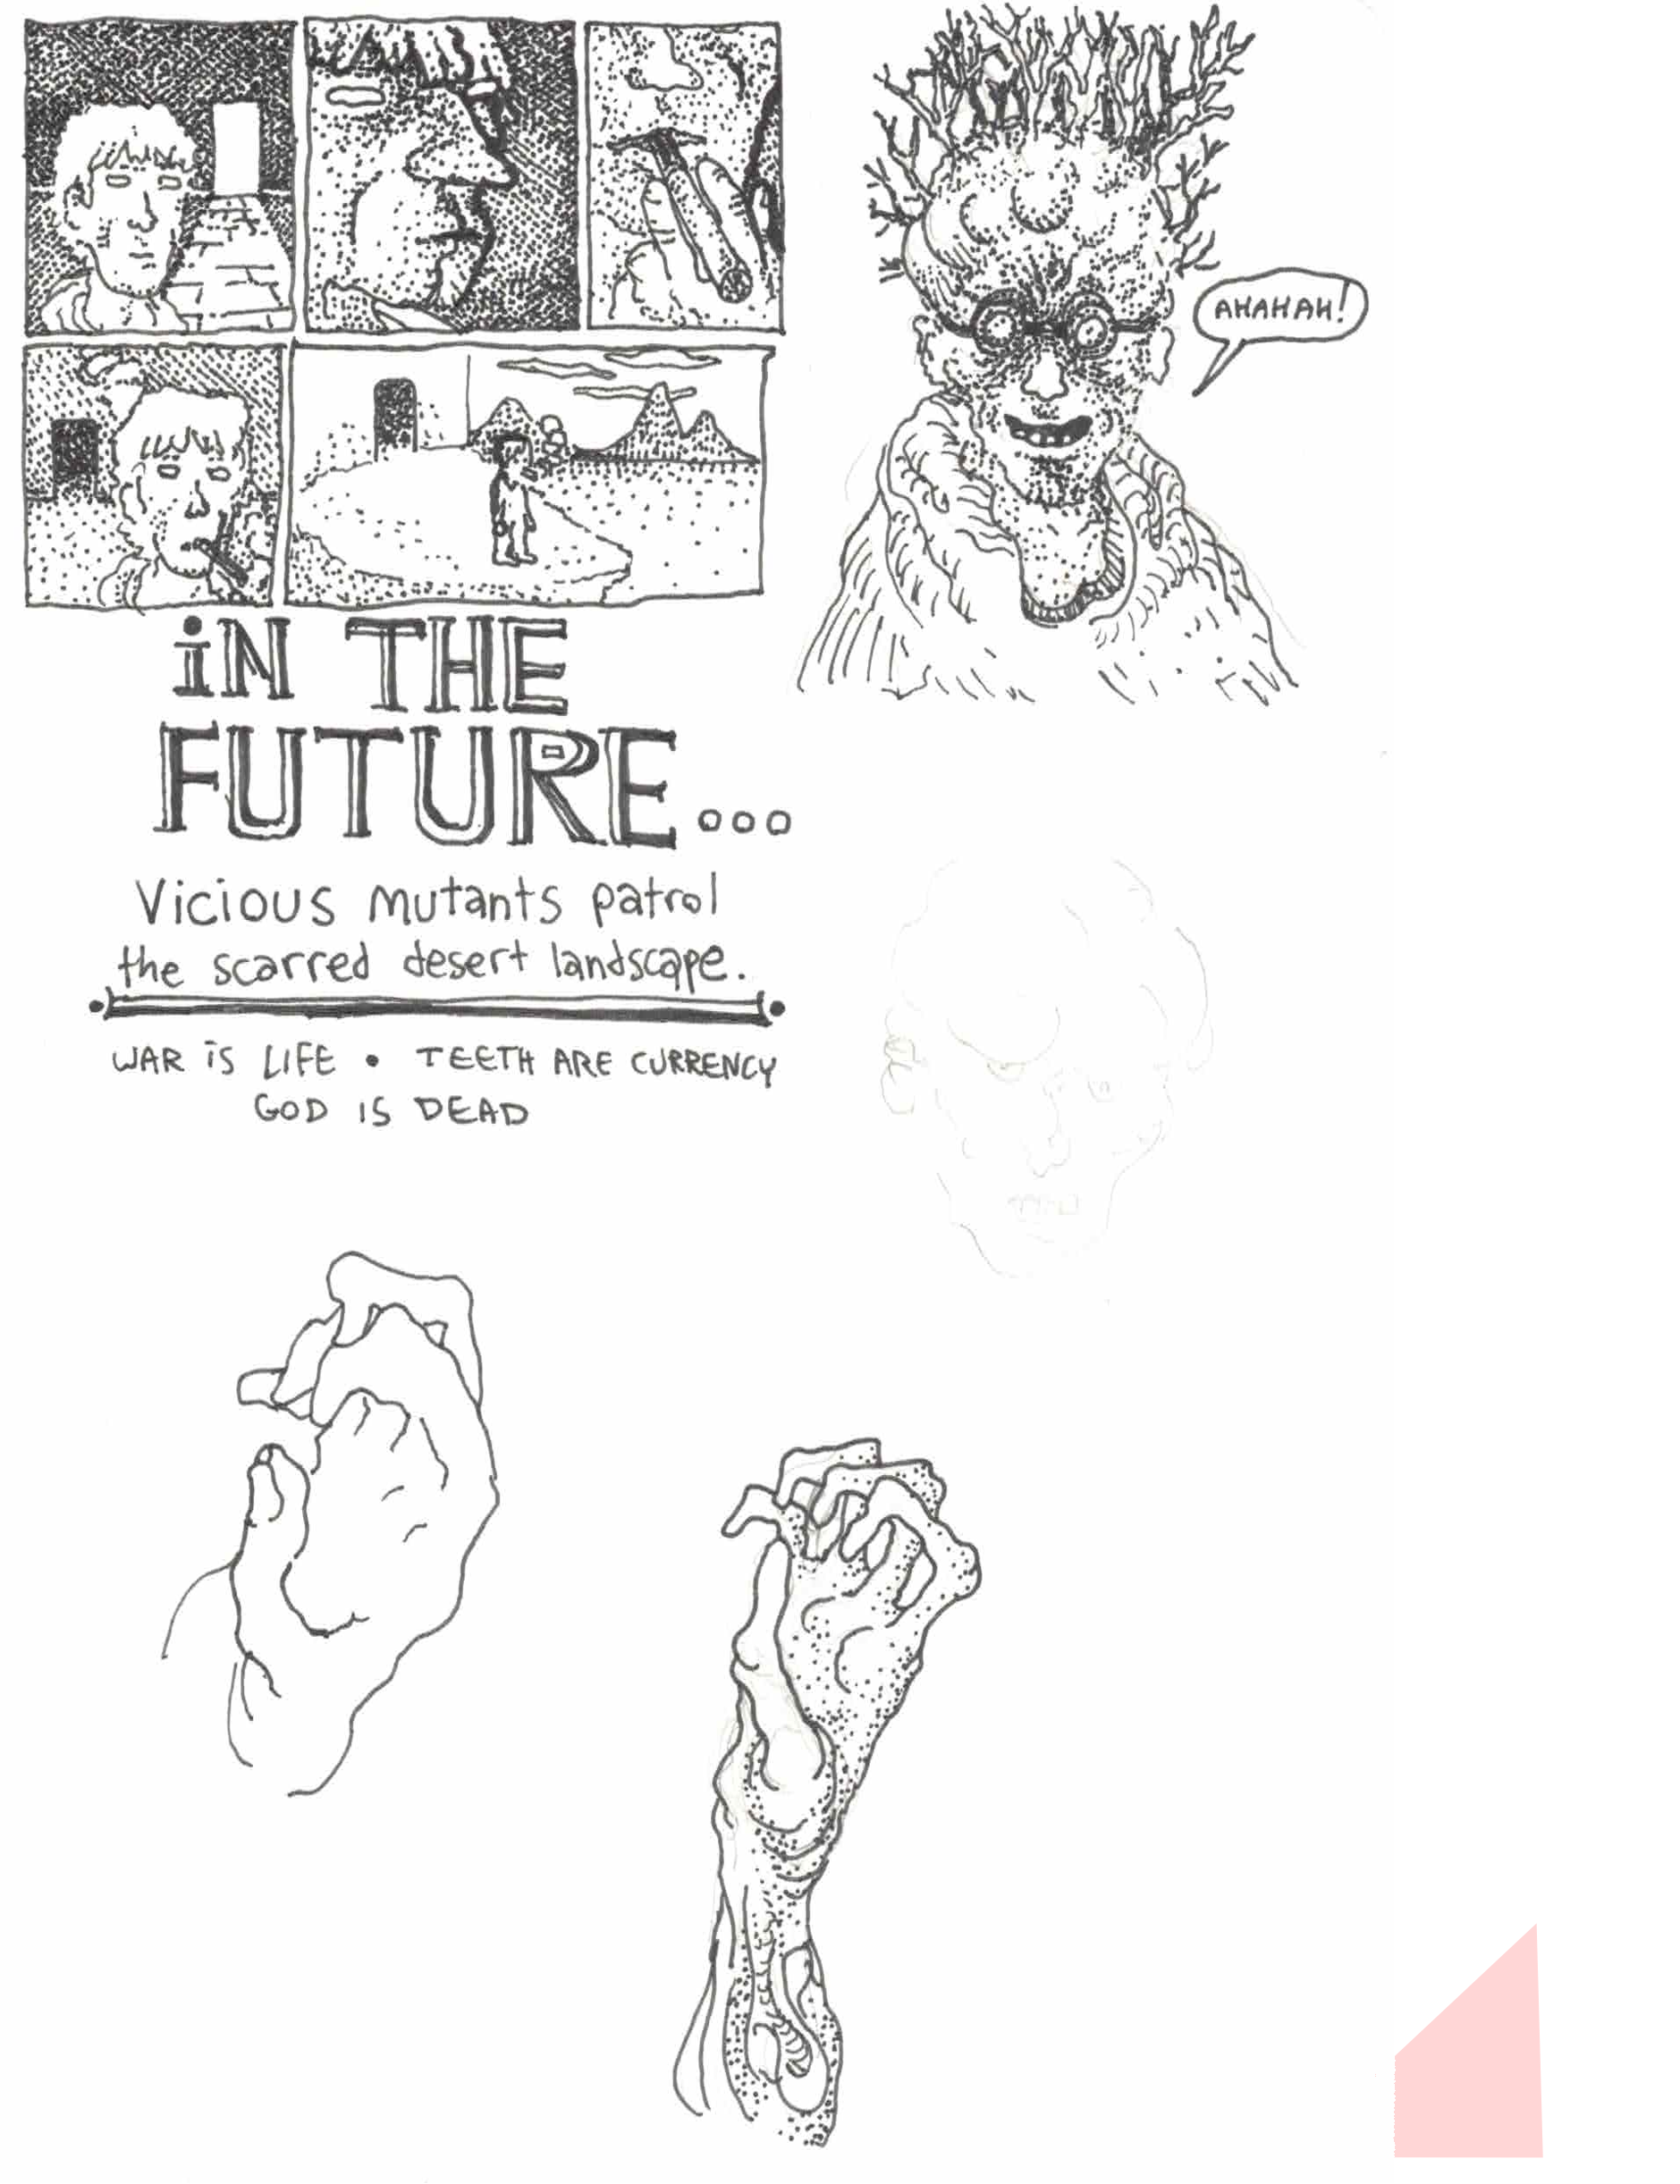 iN THE
FUTURE...
Vicious mutants patrol
the scarred desert landscape.
WAR iS LIFE • TEETH ARE CURRENCY
GOD IS DEAD
AHAHAH!